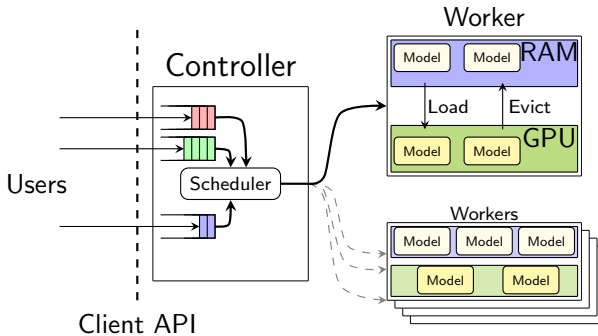 Worker
Model Model RAM
Controller
Load Evict
GPU
Model Model
Users
Scheduler
Workers
Model Model Model
Model Model
Client API